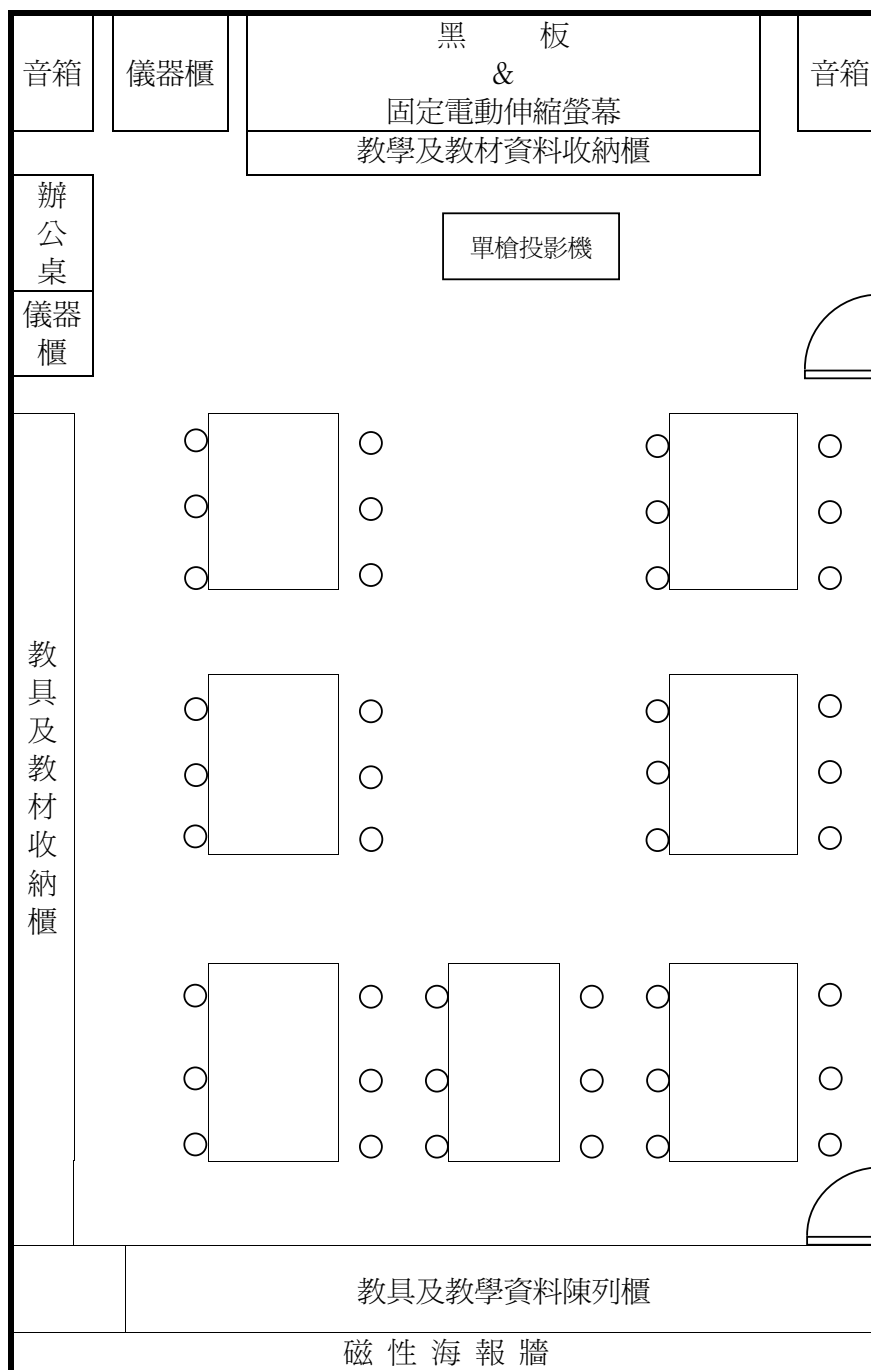 音箱
儀器櫃
黑 板
&
固定電動伸縮螢幕
教學及教材資料收納櫃
音箱
辦公桌
儀器
櫃
單槍投影機
教具及教材收納櫃
教具及教學資料陳列櫃
磁性海報牆